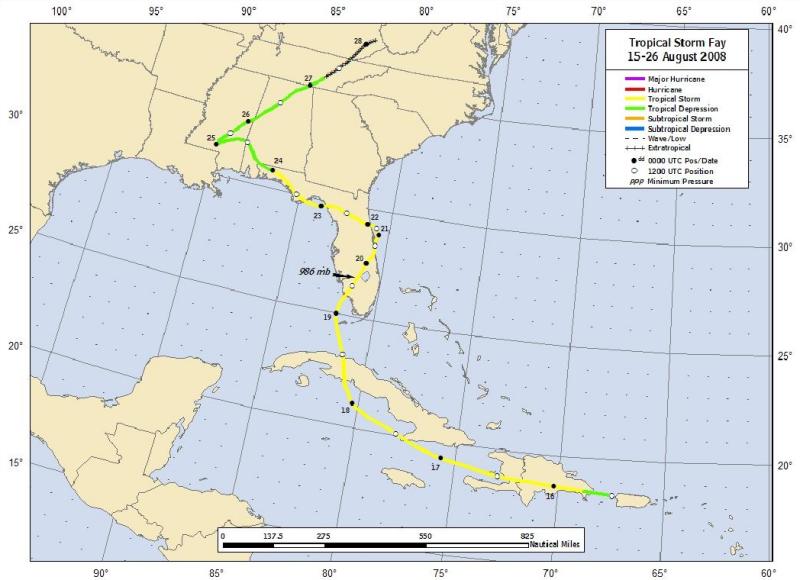 100° 95° 90° 85° 80° 75° 70° 65° 60°
40°
35°
30°
25°
20°
30°
25°
20°
15°
Tropical Storm Fay
15-26 August 2008
Major Hurricane
Hurricane
Tropical Storm
Tropical Depression
Subtropical Storm
Subtropical Depression
Wave/Low
Extratropical
0000 UTC Pos/Date
1200 UTC Position
PPP Minimum Pressure
28
27
26
25
24
23
22
21
20
986 mb
19
18
17
16
0 137.5 275 550 825
Nautical Miles
90° 85° 80° 75° 70° 65° 60°